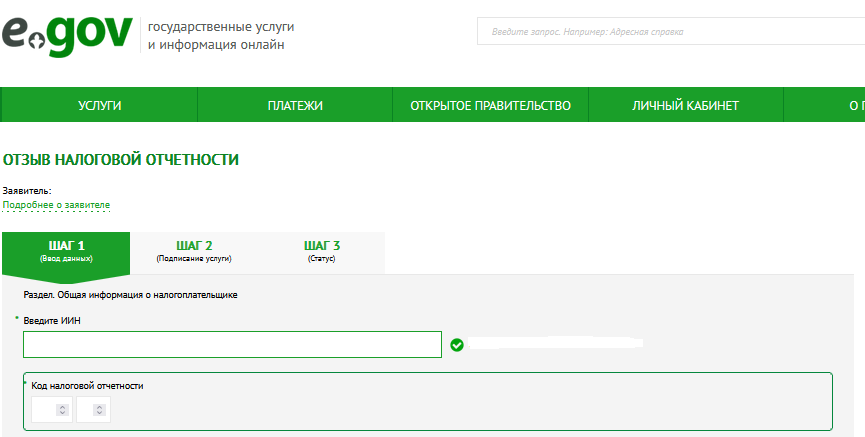 e.gov
государственные услуги
и информация онлайн
Введите запрос. Например: Адресная справка
УСЛУГИ ПЛАТЕЖИ ОТКРЫТОЕ ПРАВИТЕЛЬСТВО ЛИЧНЫЙ КАБИНЕТ О
ОТЗЫВ НАЛОГОВОЙ ОТЧЕТНОСТИ
Заявитель:
Подробнее о заявителе
ШАГ 1 ШАГ 2 ШАГ 3
(Ввод данных) (Подписание услуги) (Статус)
Раздел. Общая информация о налогоплательщике
* Введите ИИН
* Код налоговой отчетности